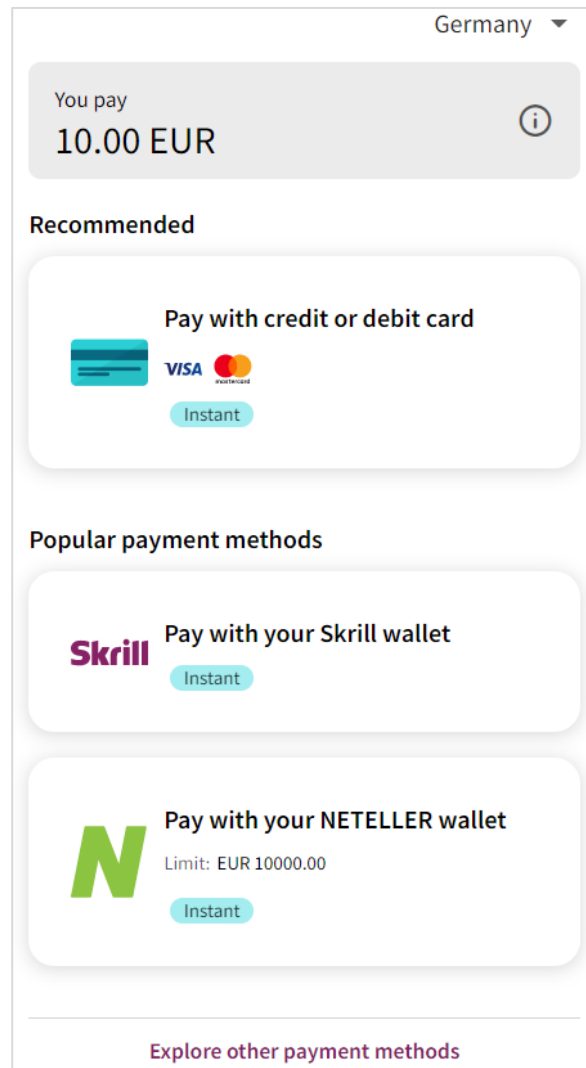 Germany
You pay
10.00 EUR
Recommended
Pay with credit or debit card
VISA mastercard
Instant
Popular payment methods
Skrill
Pay with your Skrill wallet
Instant
N
Pay with your NETELLER wallet
Limit: EUR 10000.00
Instant
Explore other payment methods